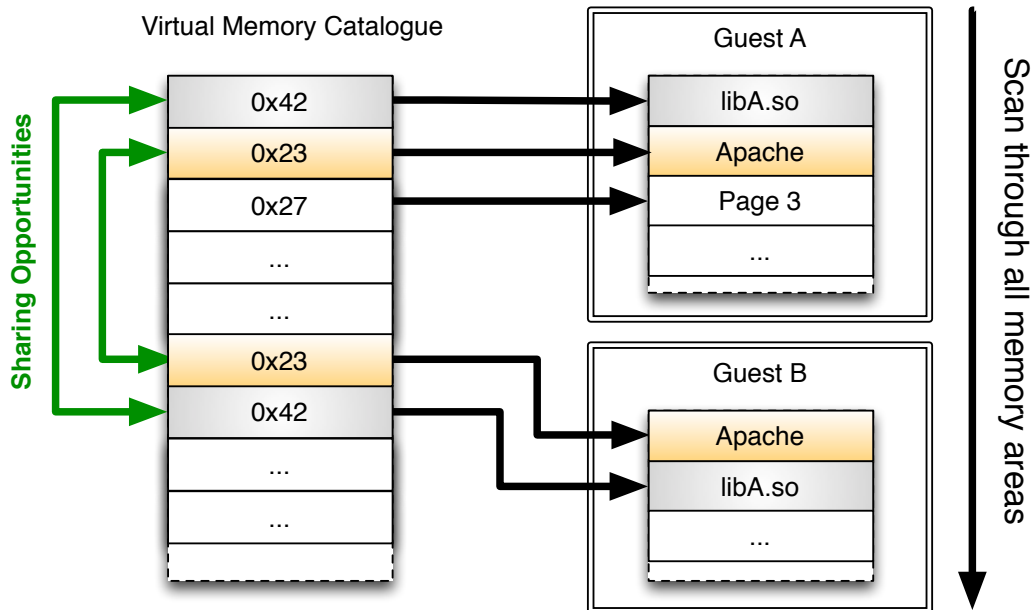 Virtual Memory Catalogue
0x42
0x23
0x27
...
...
0x23
0x42
...
...
Sharing Opportunities
Guest A
libA.so
Apache
Page 3
...
Guest B
Apache
libA.so
...
Scan through all memory areas